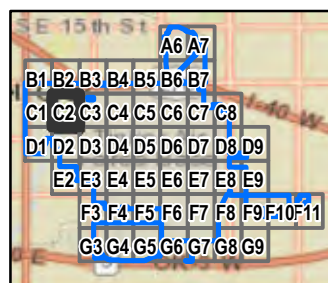 S E 15th St
A6 A7
B1 B2 B3 B4 B5 B6 B7
C1 C2 C3 C4 C5 C6 C7 C8
I-40 W
D1 D2 D3 D4 D5 D6 D7 D8 D9
E2 E3 E4 E5 E6 E7 E8 E9
F3 F4 F5 F6 F7 F8 F9 F10 F11
G3 G4 G5 G6 G7 G8 G9